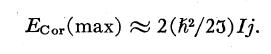 E_Cor(max) ≈ 2(ℏ²/2ℑ)Ij.